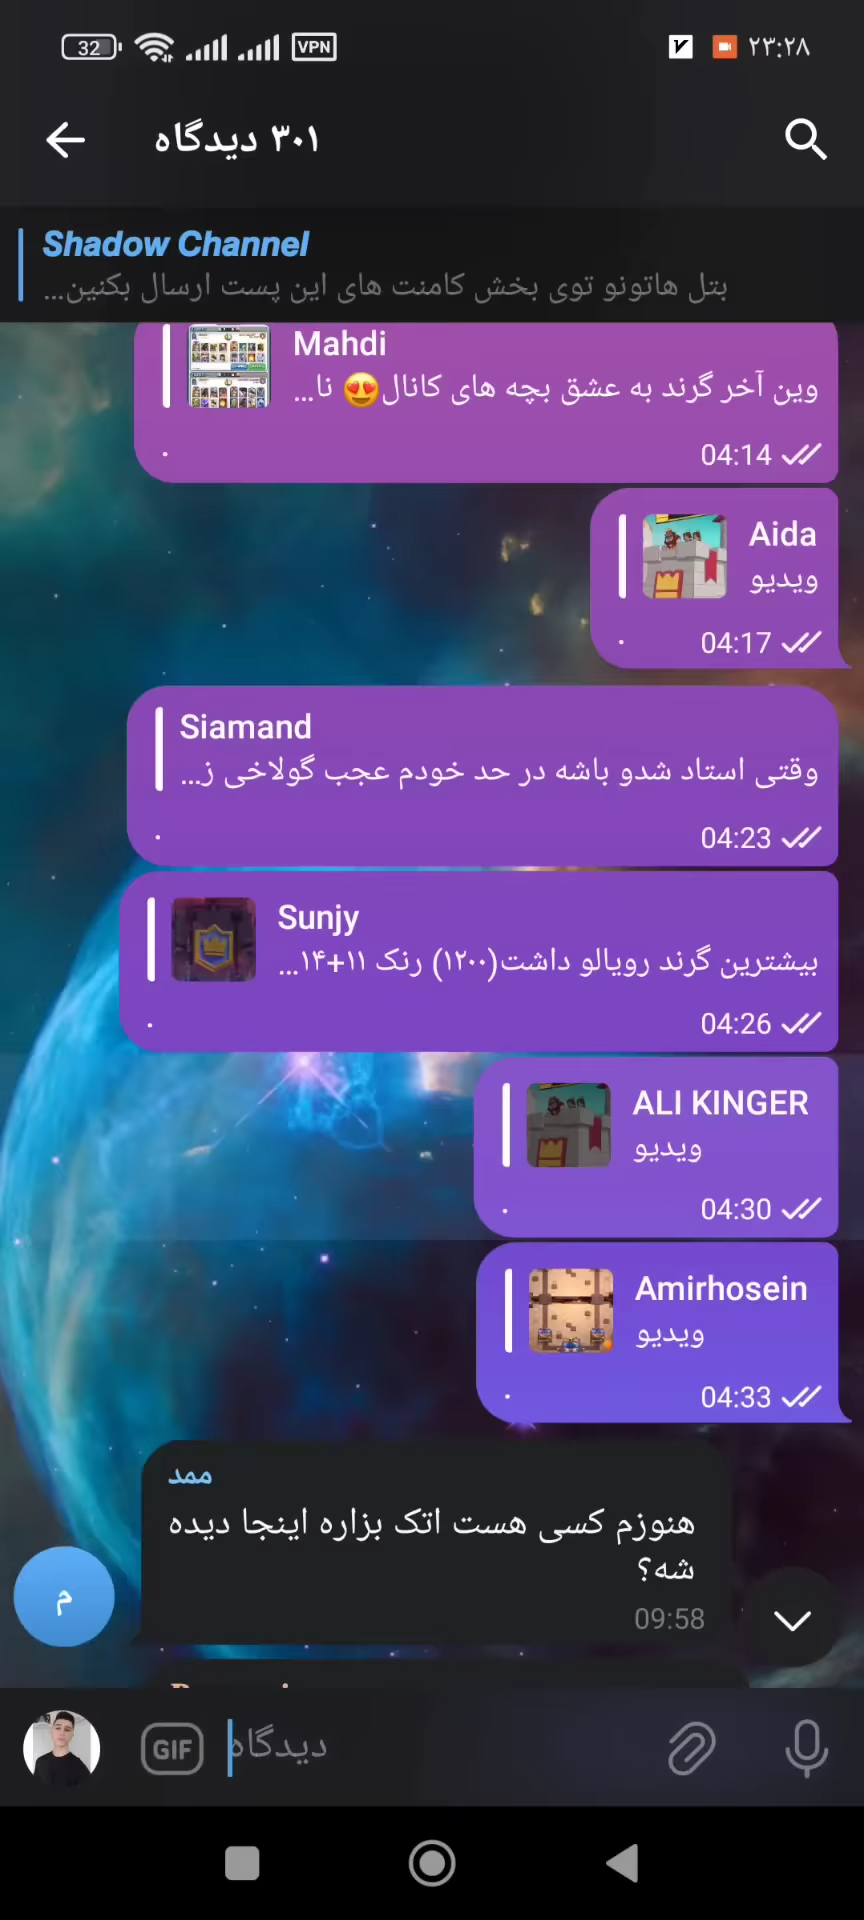 32 VPN ۲۳:۲۸
۳۰۱ دیدگاه
Shadow Channel
بتل هاتونو توی بخش کامنت های این پست ارسال بکنین...
Mahdi
وین آخر گرند به عشق بچه های کانال😍 نا...
.
04:14
Aida
ویدیو
.
04:17
Siamand
وقتی استاد شدو باشه در حد خودم عجب گولاخی ز...
.
04:23
Sunjy
بیشترین گرند رویالو داشت(۱۲۰۰) رنک ۱۱+۱۴...
.
04:26
ALI KINGER
ویدیو
.
04:30
Amirhosein
ویدیو
.
04:33
ممد
هنوزم کسی هست اتک بزاره اینجا دیده
شه؟
م
09:58
GIF دیدگاه